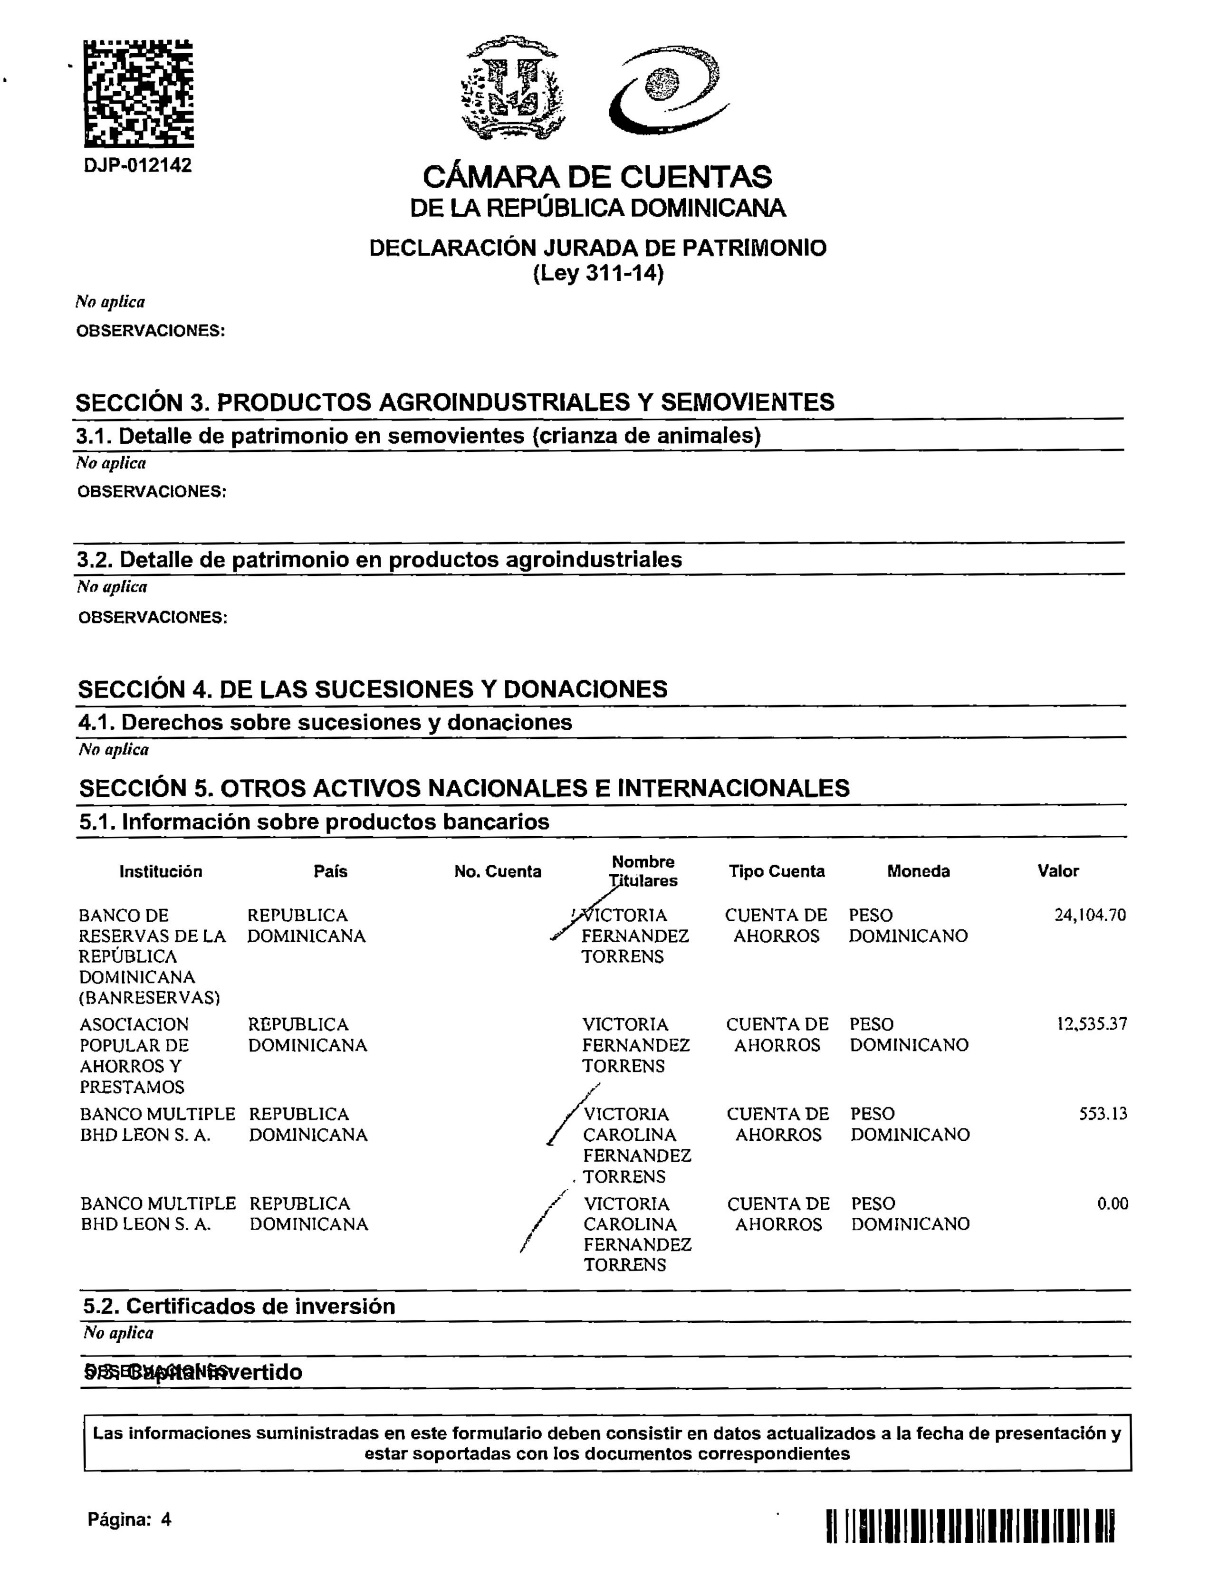 DJP-012142
CÁMARA DE CUENTAS
DE LA REPÚBLICA DOMINICANA
DECLARACIÓN JURADA DE PATRIMONIO
(Ley 311-14)
No aplica
OBSERVACIONES:
SECCIÓN 3. PRODUCTOS AGROINDUSTRIALES Y SEMOVIENTES
3.1. Detalle de patrimonio en semovientes (crianza de animales)
No aplica
OBSERVACIONES:
3.2. Detalle de patrimonio en productos agroindustriales
No aplica
OBSERVACIONES:
SECCIÓN 4. DE LAS SUCESIONES Y DONACIONES
4.1. Derechos sobre sucesiones y donaciones
No aplica
SECCIÓN 5. OTROS ACTIVOS NACIONALES E INTERNACIONALES
5.1. Información sobre productos bancarios
Institución País No. Cuenta Nombre Titulares Tipo Cuenta Moneda Valor
BANCO DE REPUBLICA VICTORIA CUENTA DE PESO 24,104.70
RESERVAS DE LA DOMINICANA FERNANDEZ AHORROS DOMINICANO
REPÚBLICA TORRENS
DOMINICANA
(BANRESERVAS)
ASOCIACION REPUBLICA VICTORIA CUENTA DE PESO 12,535.37
POPULAR DE DOMINICANA FERNANDEZ AHORROS DOMINICANO
AHORROS Y TORRENS
PRESTAMOS
BANCO MULTIPLE REPUBLICA VICTORIA CUENTA DE PESO 553.13
BHD LEON S. A. DOMINICANA CAROLINA AHORROS DOMINICANO
FERNANDEZ
TORRENS
BANCO MULTIPLE REPUBLICA VICTORIA CUENTA DE PESO 0.00
BHD LEON S. A. DOMINICANA CAROLINA AHORROS DOMINICANO
FERNANDEZ
TORRENS
5.2. Certificados de inversión
No aplica
OBSERVACIONES:
5.3. Capital invertido
Las informaciones suministradas en este formulario deben consistir en datos actualizados a la fecha de presentación y
estar soportadas con los documentos correspondientes
Página: 4